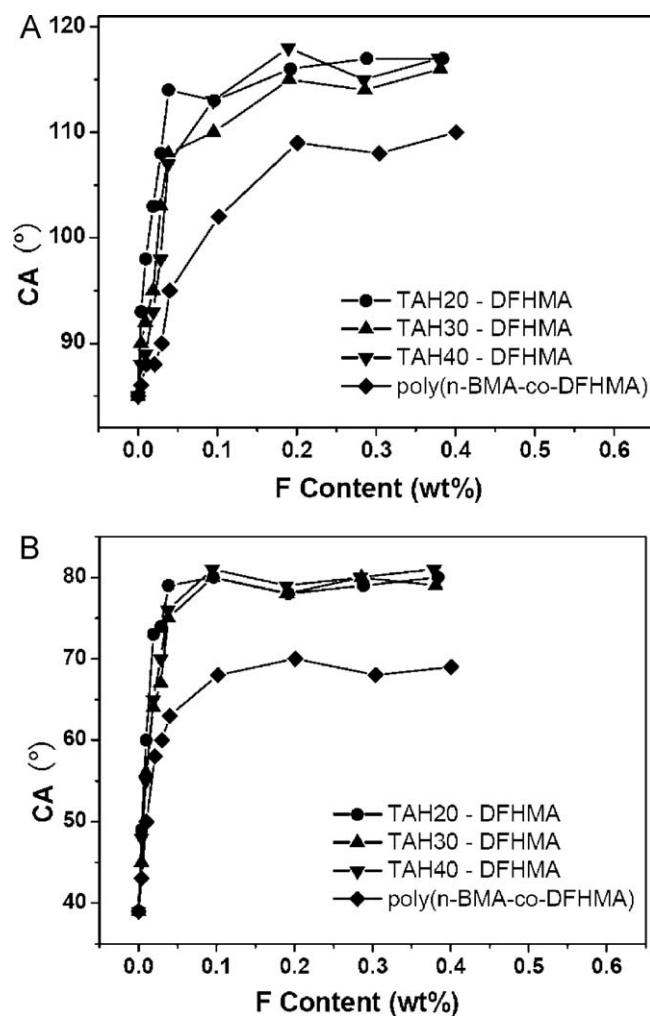 A
120
110
100
90
CA (°)
TAH20 - DFHMA
TAH30 - DFHMA
TAH40 - DFHMA
poly(n-BMA-co-DFHMA)
0.0 0.1 0.2 0.3 0.4 0.5 0.6
F Content (wt%)
B
80
70
60
50
40
CA (°)
TAH20 - DFHMA
TAH30 - DFHMA
TAH40 - DFHMA
poly(n-BMA-co-DFHMA)
0.0 0.1 0.2 0.3 0.4 0.5 0.6
F Content (wt%)